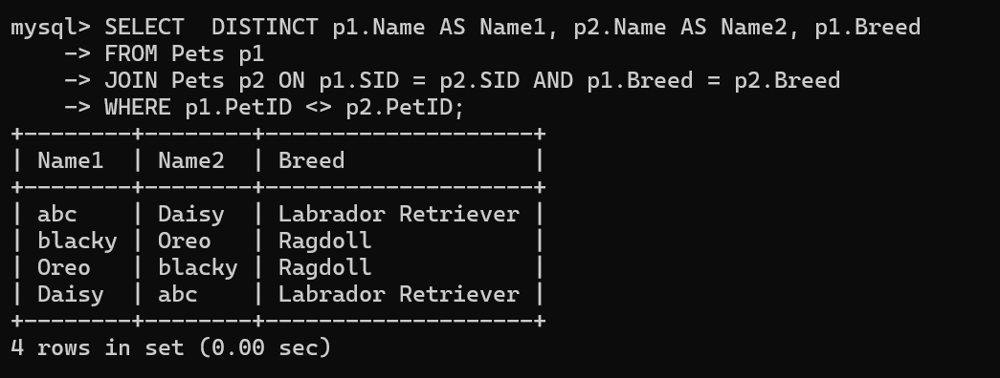 mysql> SELECT  DISTINCT p1.Name AS Name1, p2.Name AS Name2, p1.Breed
    -> FROM Pets p1
    -> JOIN Pets p2 ON p1.SID = p2.SID AND p1.Breed = p2.Breed
    -> WHERE p1.PetID <> p2.PetID;
+--------+--------+--------------------+
| Name1  | Name2  | Breed              |
+--------+--------+--------------------+
| abc    | Daisy  | Labrador Retriever |
| blacky | Oreo   | Ragdoll            |
| Oreo   | blacky | Ragdoll            |
| Daisy  | abc    | Labrador Retriever |
+--------+--------+--------------------+
4 rows in set (0.00 sec)